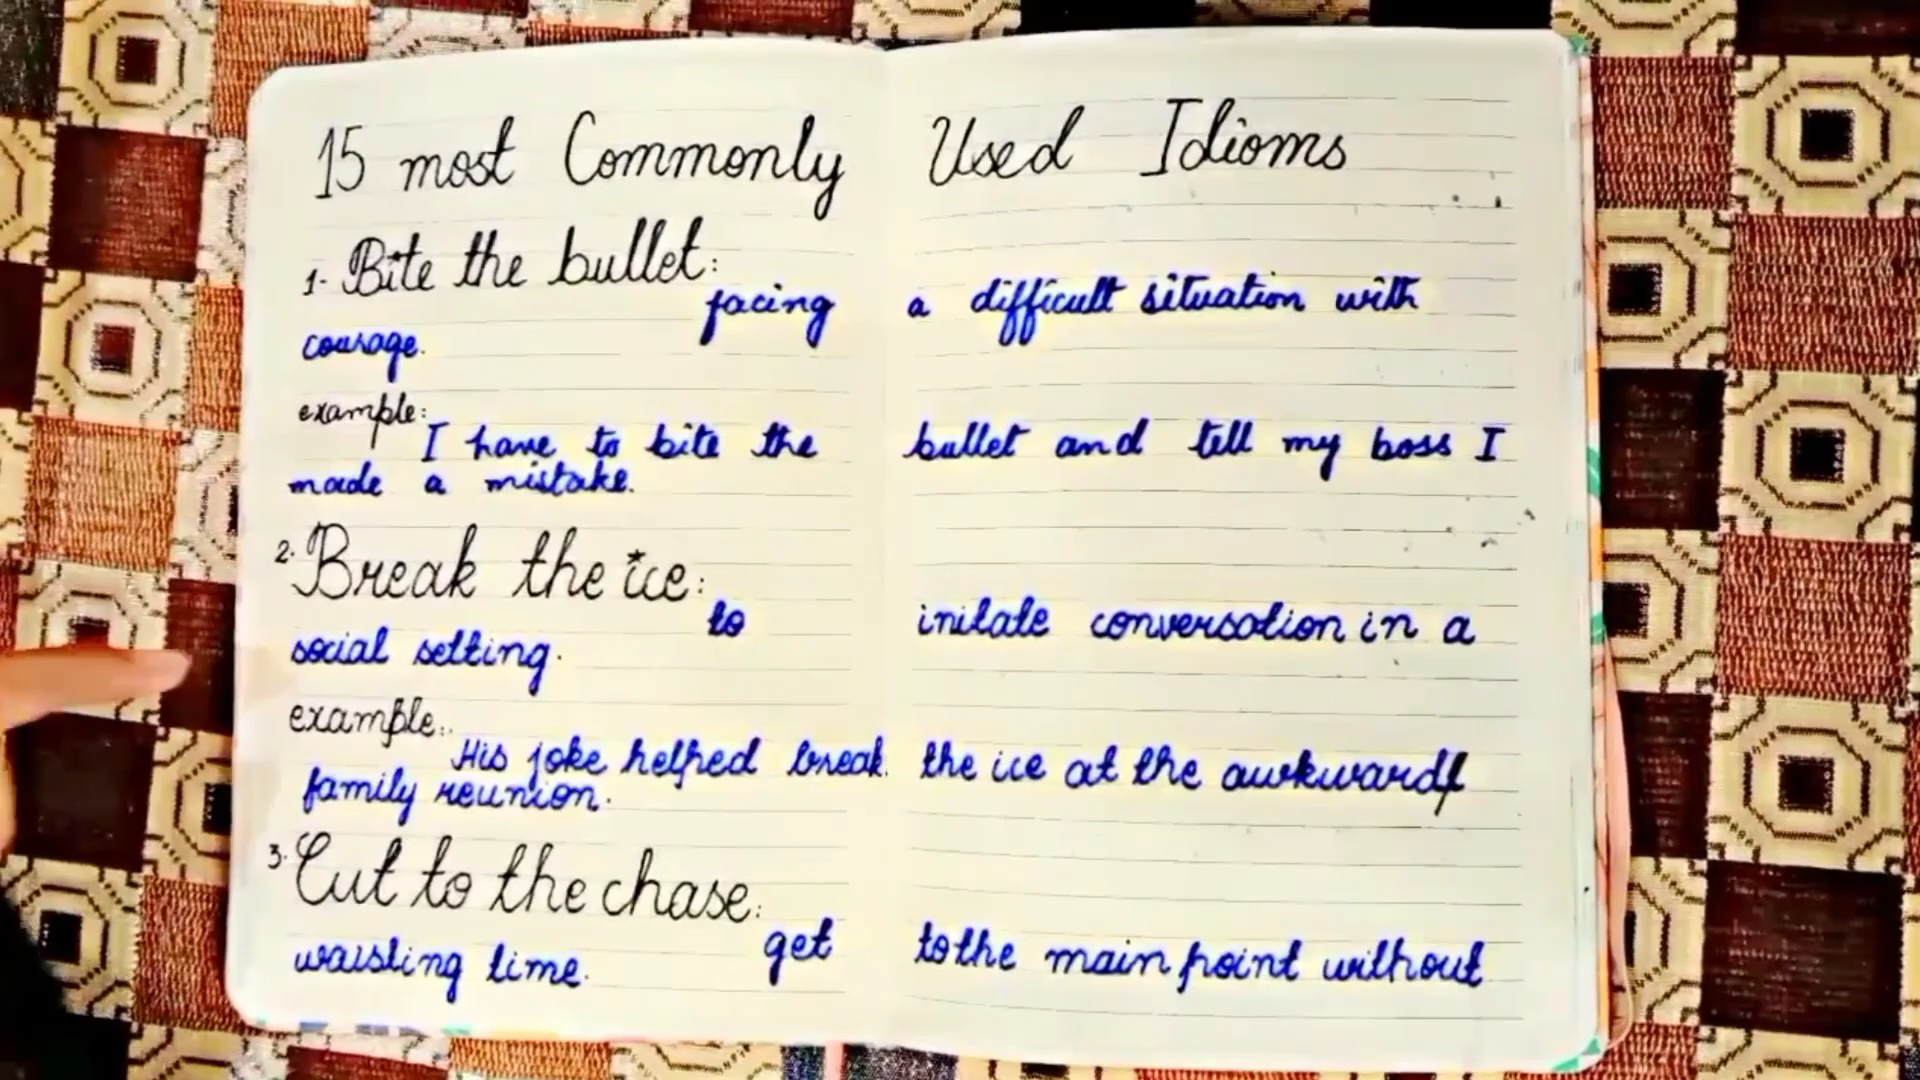 15 most Commonly Used Idioms
1- Bite the bullet:
facing a difficult situation with
courage.
example:
I have to bite the bullet and tell my boss I
made a mistake.
2. Break the ice:
to initate conversation in a
social setting.
example:
His joke helped break the ice at the awkward
family reunion.
3. Cut to the chase:
get to the main point without
waisting time.